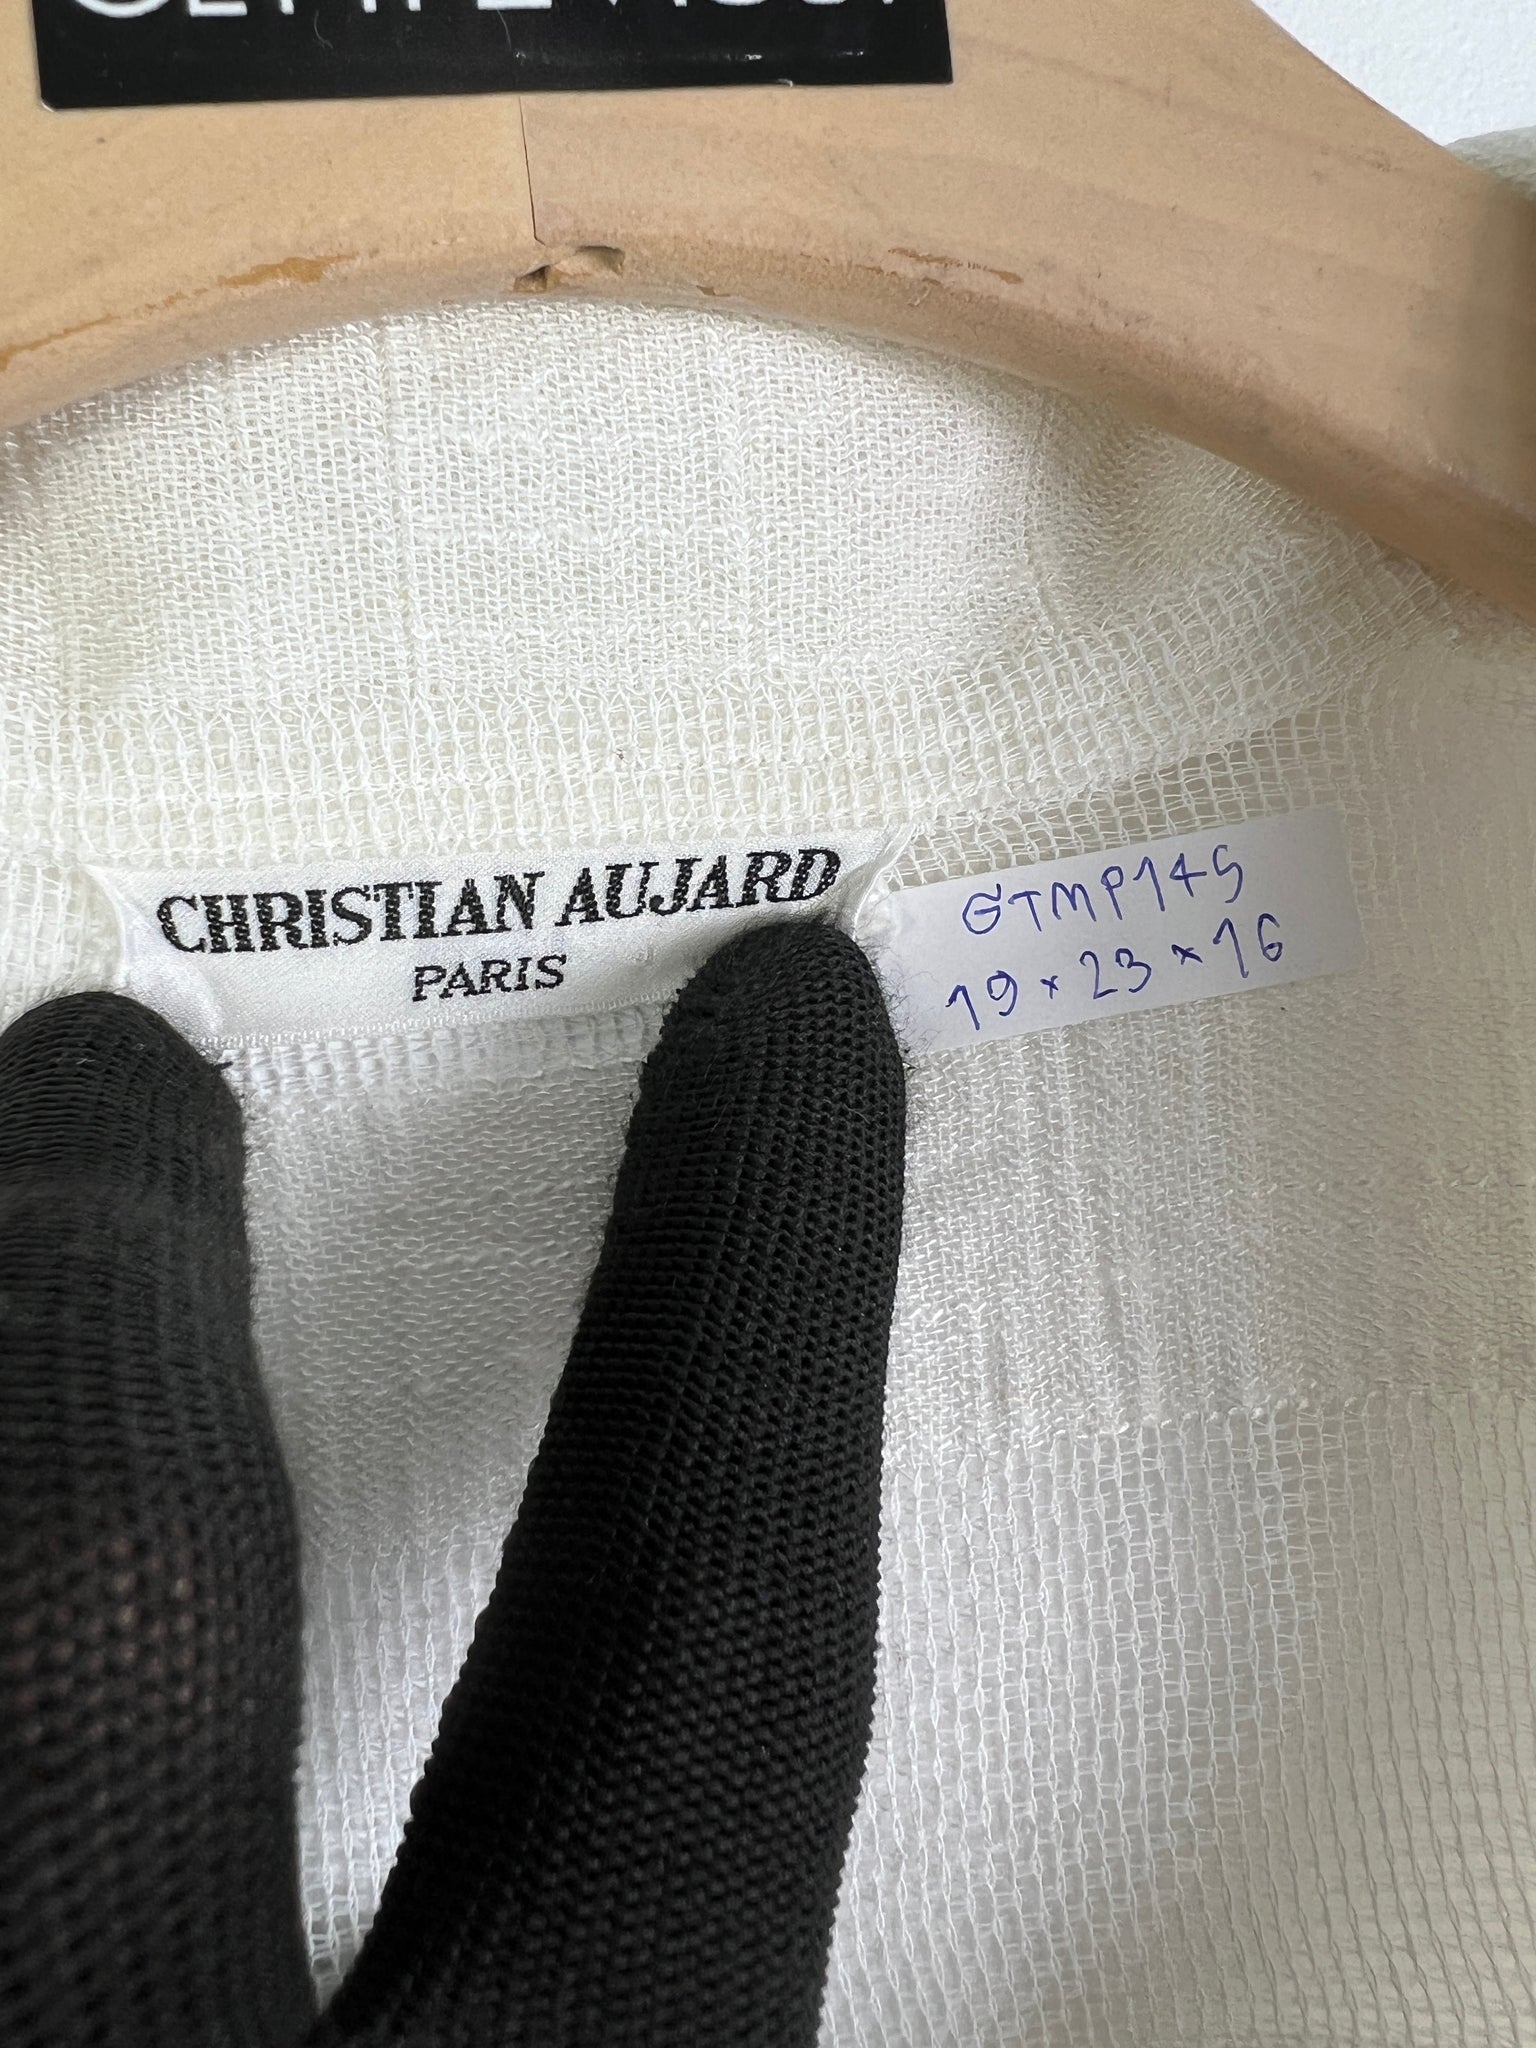 CHRISTIAN AUJARD
PARIS
GTMP145
19 x 23 x 16